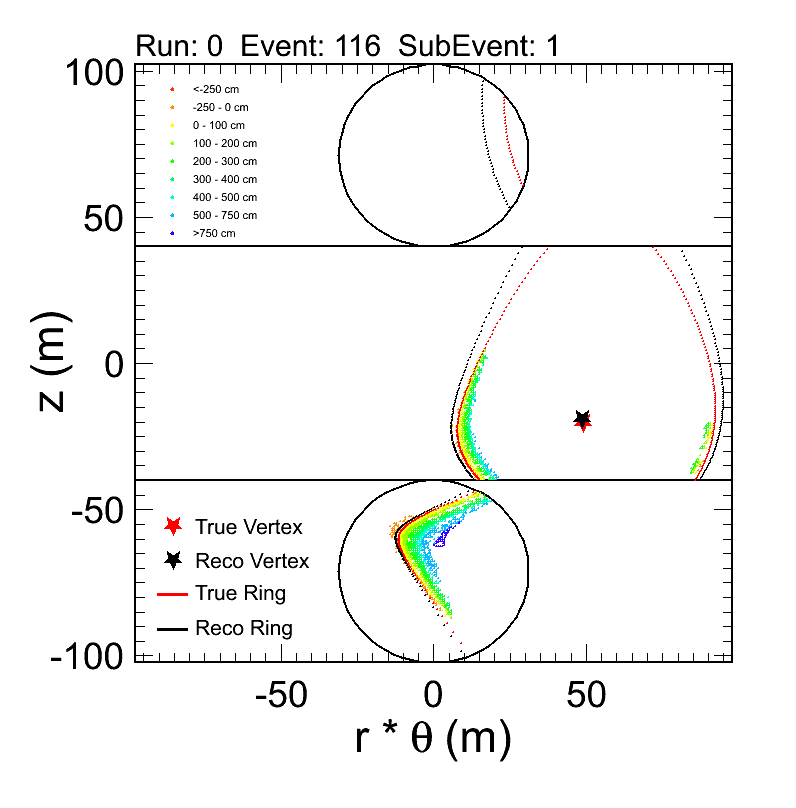 Run: 0 Event: 116 SubEvent: 1
100
<-250 cm
-250 - 0 cm
0 - 100 cm
100 - 200 cm
200 - 300 cm
300 - 400 cm
400 - 500 cm
500 - 750 cm
>750 cm
50
0
z (m)
-50
True Vertex
Reco Vertex
True Ring
Reco Ring
-100
-50 0 50
r * θ (m)